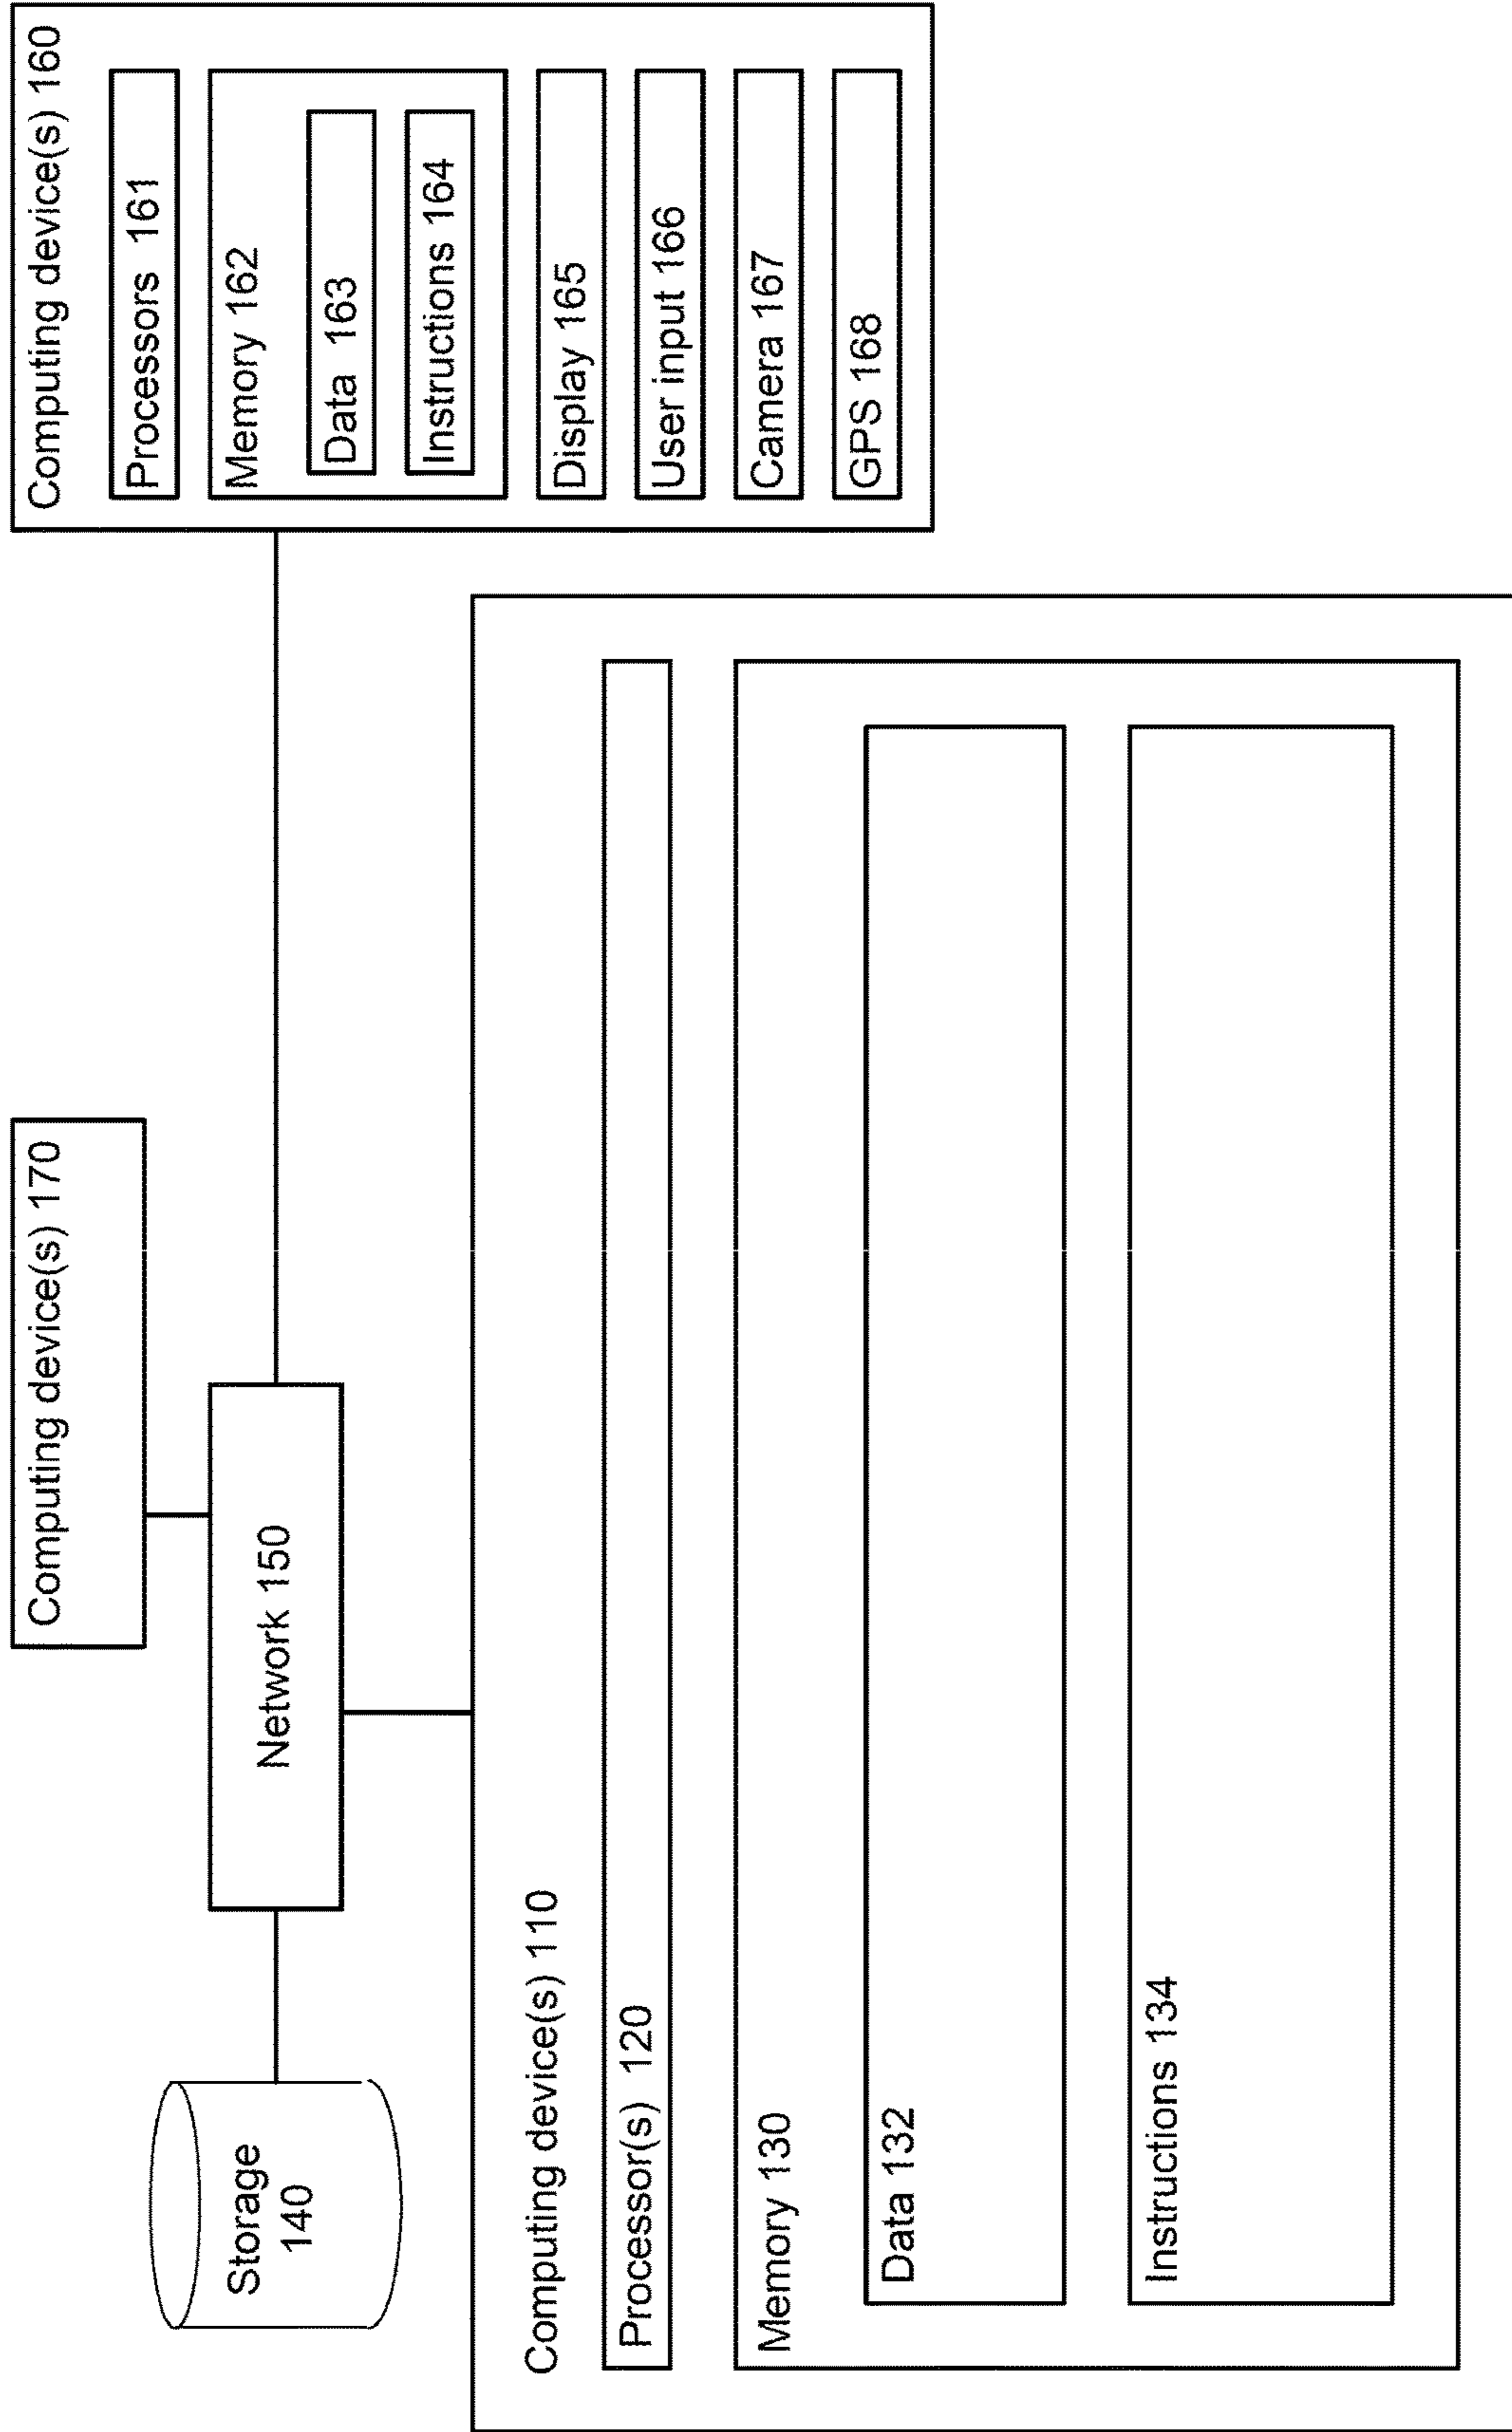 Computing device(s) 170
Computing device(s) 160
Processors 161
Memory 162
Data 163
Instructions 164
Display 165
User input 166
Camera 167
GPS 168
Storage
140
Network 150
Computing device(s) 110
Processor(s) 120
Memory 130
Data 132
Instructions 134